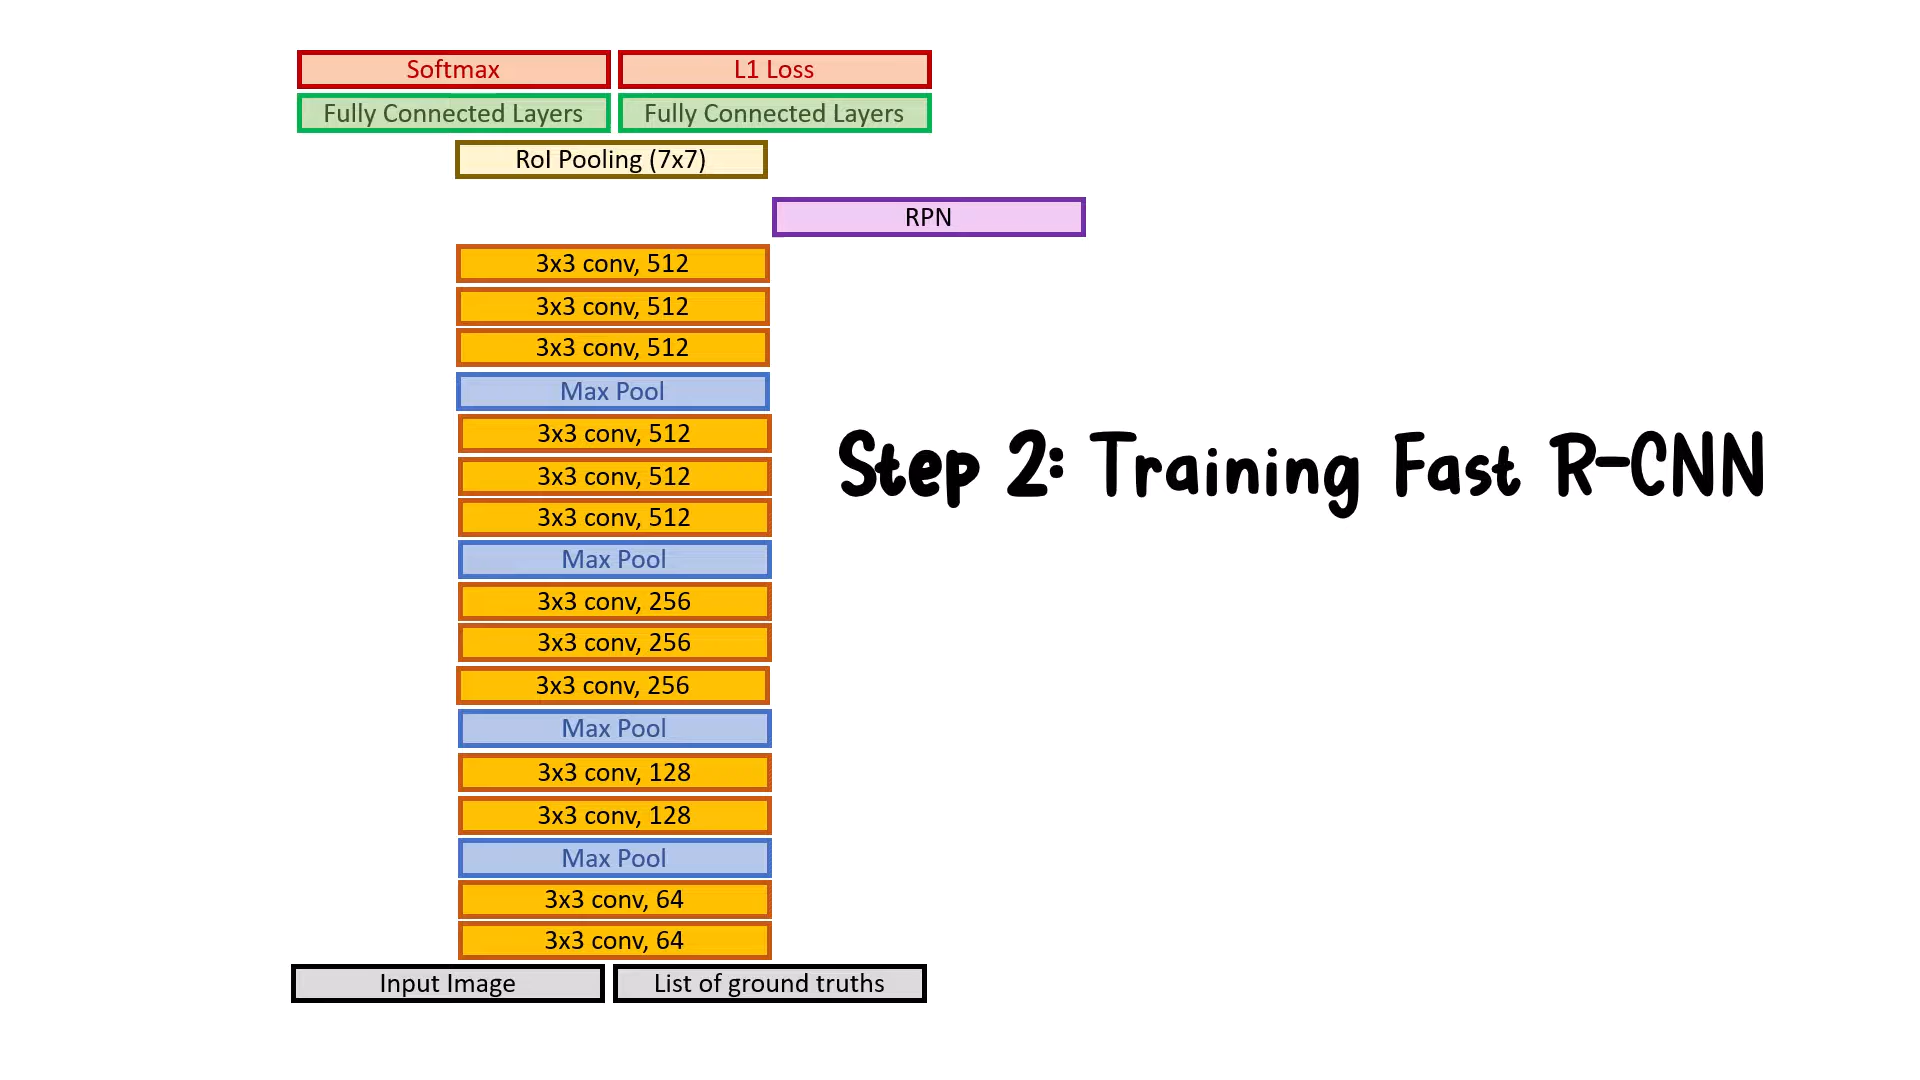 Softmax
L1 Loss
Fully Connected Layers
Fully Connected Layers
RoI Pooling (7x7)
RPN
3x3 conv, 512
3x3 conv, 512
3x3 conv, 512
Max Pool
3x3 conv, 512
3x3 conv, 512
3x3 conv, 512
Max Pool
3x3 conv, 256
3x3 conv, 256
3x3 conv, 256
Max Pool
3x3 conv, 128
3x3 conv, 128
Max Pool
3x3 conv, 64
3x3 conv, 64
Input Image
List of ground truths
Step 2: Training Fast R-CNN